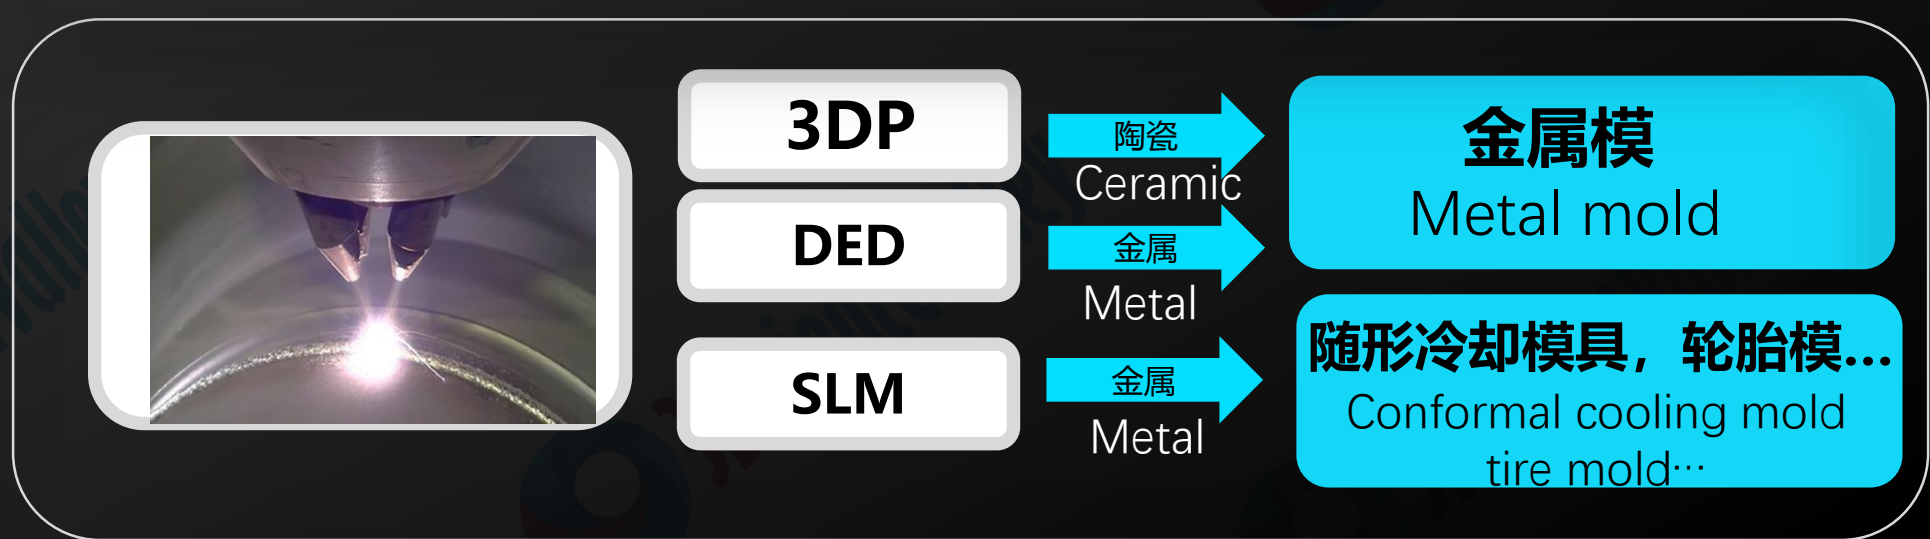 3DP
陶瓷
Ceramic
金属模
Metal mold
DED
金属
Metal
SLM
金属
Metal
随形冷却模具，轮胎模...
Conformal cooling mold
tire mold…